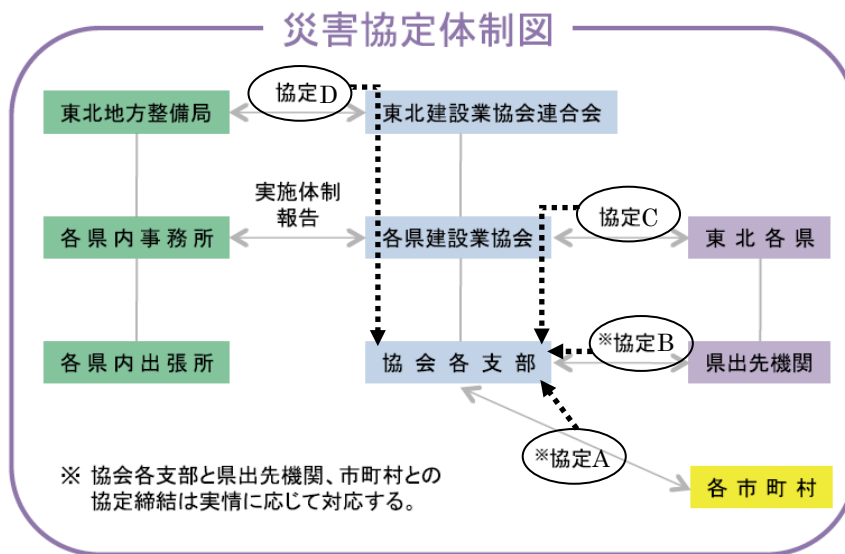 災害協定体制図
協定D
東北地方整備局
東北建設業協会連合会
実施体制
報告
協定C
各県内事務所
各県建設業協会
東北各県
※協定B
各県内出張所
協会各支部
県出先機関
※協定A
※ 協会各支部と県出先機関、市町村との
協定締結は実情に応じて対応する。
各市町村